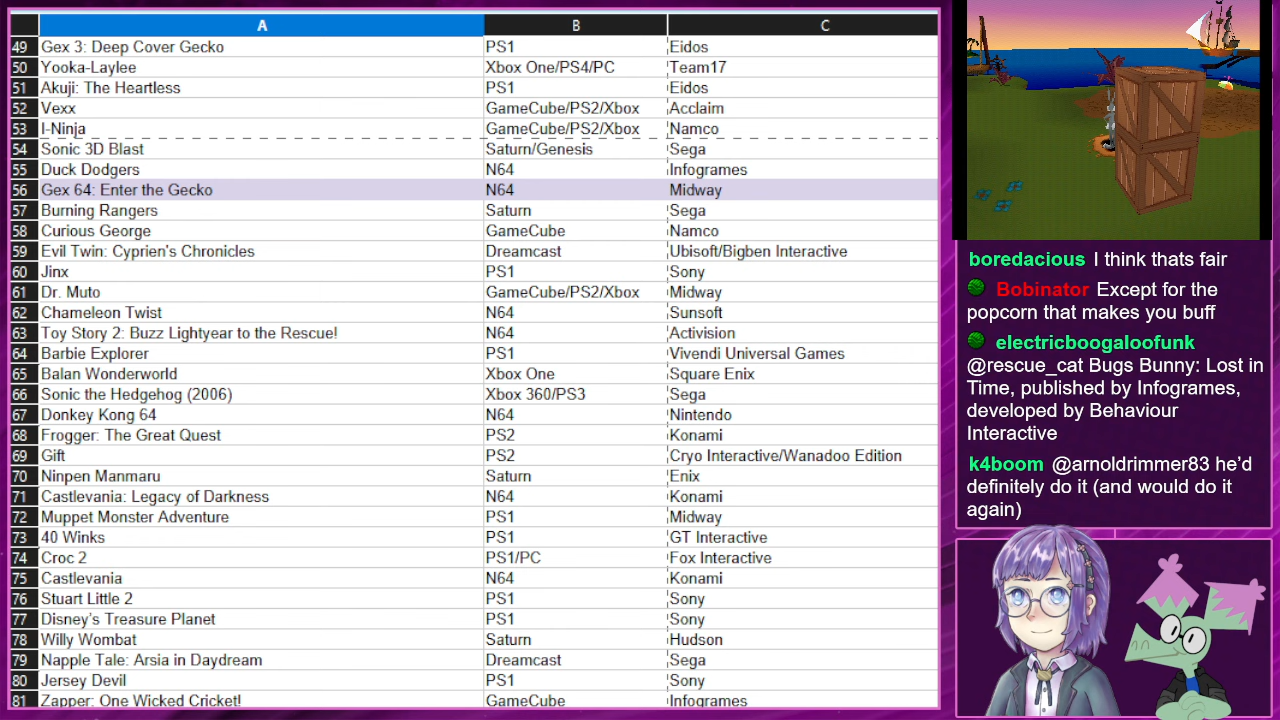 A B C
49 Gex 3: Deep Cover Gecko PS1 Eidos
50 Yooka-Laylee Xbox One/PS4/PC Team17
51 Akuji: The Heartless PS1 Eidos
52 Vexx GameCube/PS2/Xbox Acclaim
53 I-Ninja GameCube/PS2/Xbox Namco
54 Sonic 3D Blast Saturn/Genesis Sega
55 Duck Dodgers N64 Infogrames
56 Gex 64: Enter the Gecko N64 Midway
57 Burning Rangers Saturn Sega
58 Curious George GameCube Namco
59 Evil Twin: Cyprien's Chronicles Dreamcast Ubisoft/Bigben Interactive
60 Jinx PS1 Sony
61 Dr. Muto GameCube/PS2/Xbox Midway
62 Chameleon Twist N64 Sunsoft
63 Toy Story 2: Buzz Lightyear to the Rescue! N64 Activision
64 Barbie Explorer PS1 Vivendi Universal Games
65 Balan Wonderworld Xbox One Square Enix
66 Sonic the Hedgehog (2006) Xbox 360/PS3 Sega
67 Donkey Kong 64 N64 Nintendo
68 Frogger: The Great Quest PS2 Konami
69 Gift PS2 Cryo Interactive/Wanadoo Edition
70 Ninpen Manmaru Saturn Enix
71 Castlevania: Legacy of Darkness N64 Konami
72 Muppet Monster Adventure PS1 Midway
73 40 Winks PS1 GT Interactive
74 Croc 2 PS1/PC Fox Interactive
75 Castlevania N64 Konami
76 Stuart Little 2 PS1 Sony
77 Disney's Treasure Planet PS1 Sony
78 Willy Wombat Saturn Hudson
79 Napple Tale: Arsia in Daydream Dreamcast Sega
80 Jersey Devil PS1 Sony
81 Zapper: One Wicked Cricket! GameCube Infogrames
boredacious I think thats fair
Bobinator Except for the
popcorn that makes you buff
electricboogaloofunk
@rescue_cat Bugs Bunny: Lost in
Time, published by Infogrames,
developed by Behaviour
Interactive
k4boom @arnoldrimmer83 he'd
definitely do it (and would do it
again)